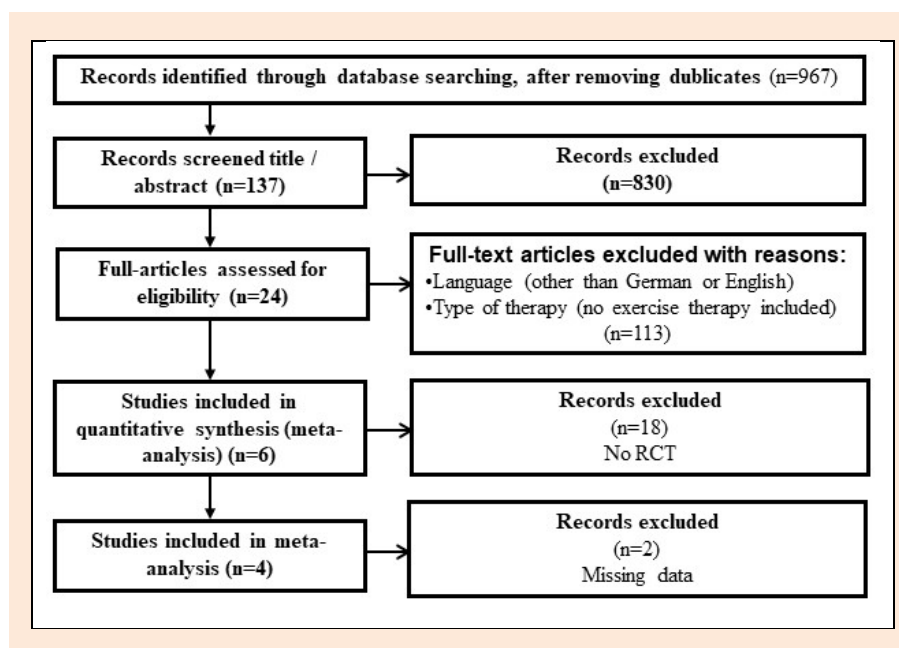 Records identified through database searching, after removing dublicates (n=967)
Records screened title /
abstract (n=137)
Records excluded
(n=830)
Full-articles assessed for
eligibility (n=24)
Full-text articles excluded with reasons:
•Language (other than German or English)
•Type of therapy (no exercise therapy included)
(n=113)
Studies included in
quantitative synthesis (meta-
analysis) (n=6)
Records excluded
(n=18)
No RCT
Studies included in meta-
analysis (n=4)
Records excluded
(n=2)
Missing data